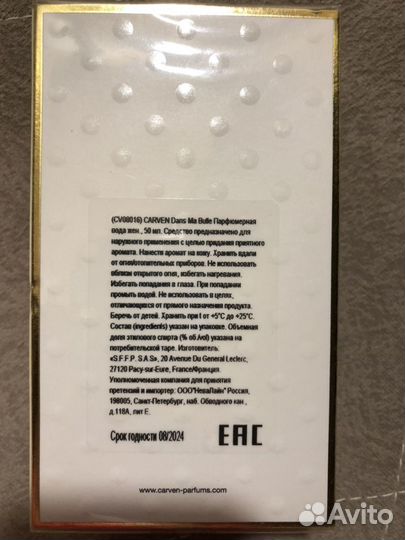 (CV08016) CARVEN Dans Ma Bulle Парфюмерная
вода жен., 50 мл. Средство предназначено для
наружного применения с целью придания приятного
аромата. Нанести аромат на кожу. Хранить вдали
от огня/отопительных приборов. Не использовать
вблизи открытого огня, избегать нагревания.
Избегать попадания в глаза. При попадании
промыть водой. Не использовать в целях,
отличающихся от прямого назначения продукта.
Беречь от детей. Хранить при t от +5°С до +25°С.
Состав (ingredients) указан на упаковке. Объемная
доля этилового спирта (% об./vol) указана на
потребительской таре. Изготовитель:
«S.F.F.P. S.A.S», 20 Avenue Du General Leclerc,
27120 Pacy-sur-Eure, France/Франция.
Уполномоченная компания для принятия
претензий и импортер: ООО"НеваЛайн" Россия,
198005, Санкт-Петербург, наб. Обводного кан.,
д.118А, лит Е.
Срок годности 08/2024
EAC
www.carven-parfums.com
Avito